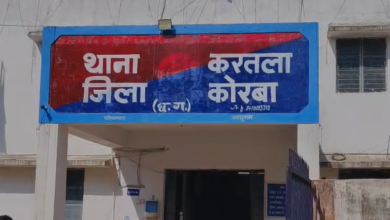 थाना करतला
जिला (छ.ग.) कोरबा